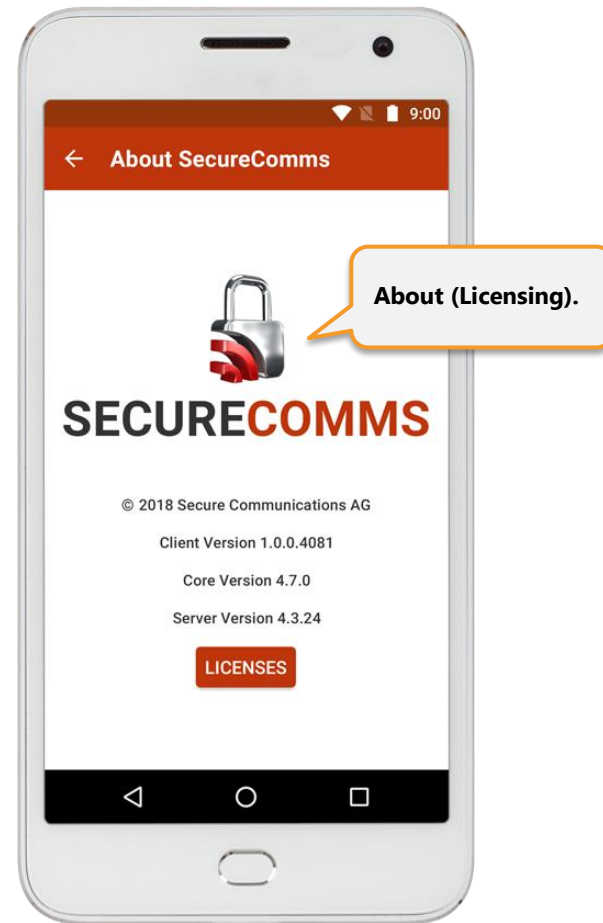 9:00
About SecureComms
About (Licensing).
SECURECOMMS
© 2018 Secure Communications AG
Client Version 1.0.0.4081
Core Version 4.7.0
Server Version 4.3.24
LICENSES